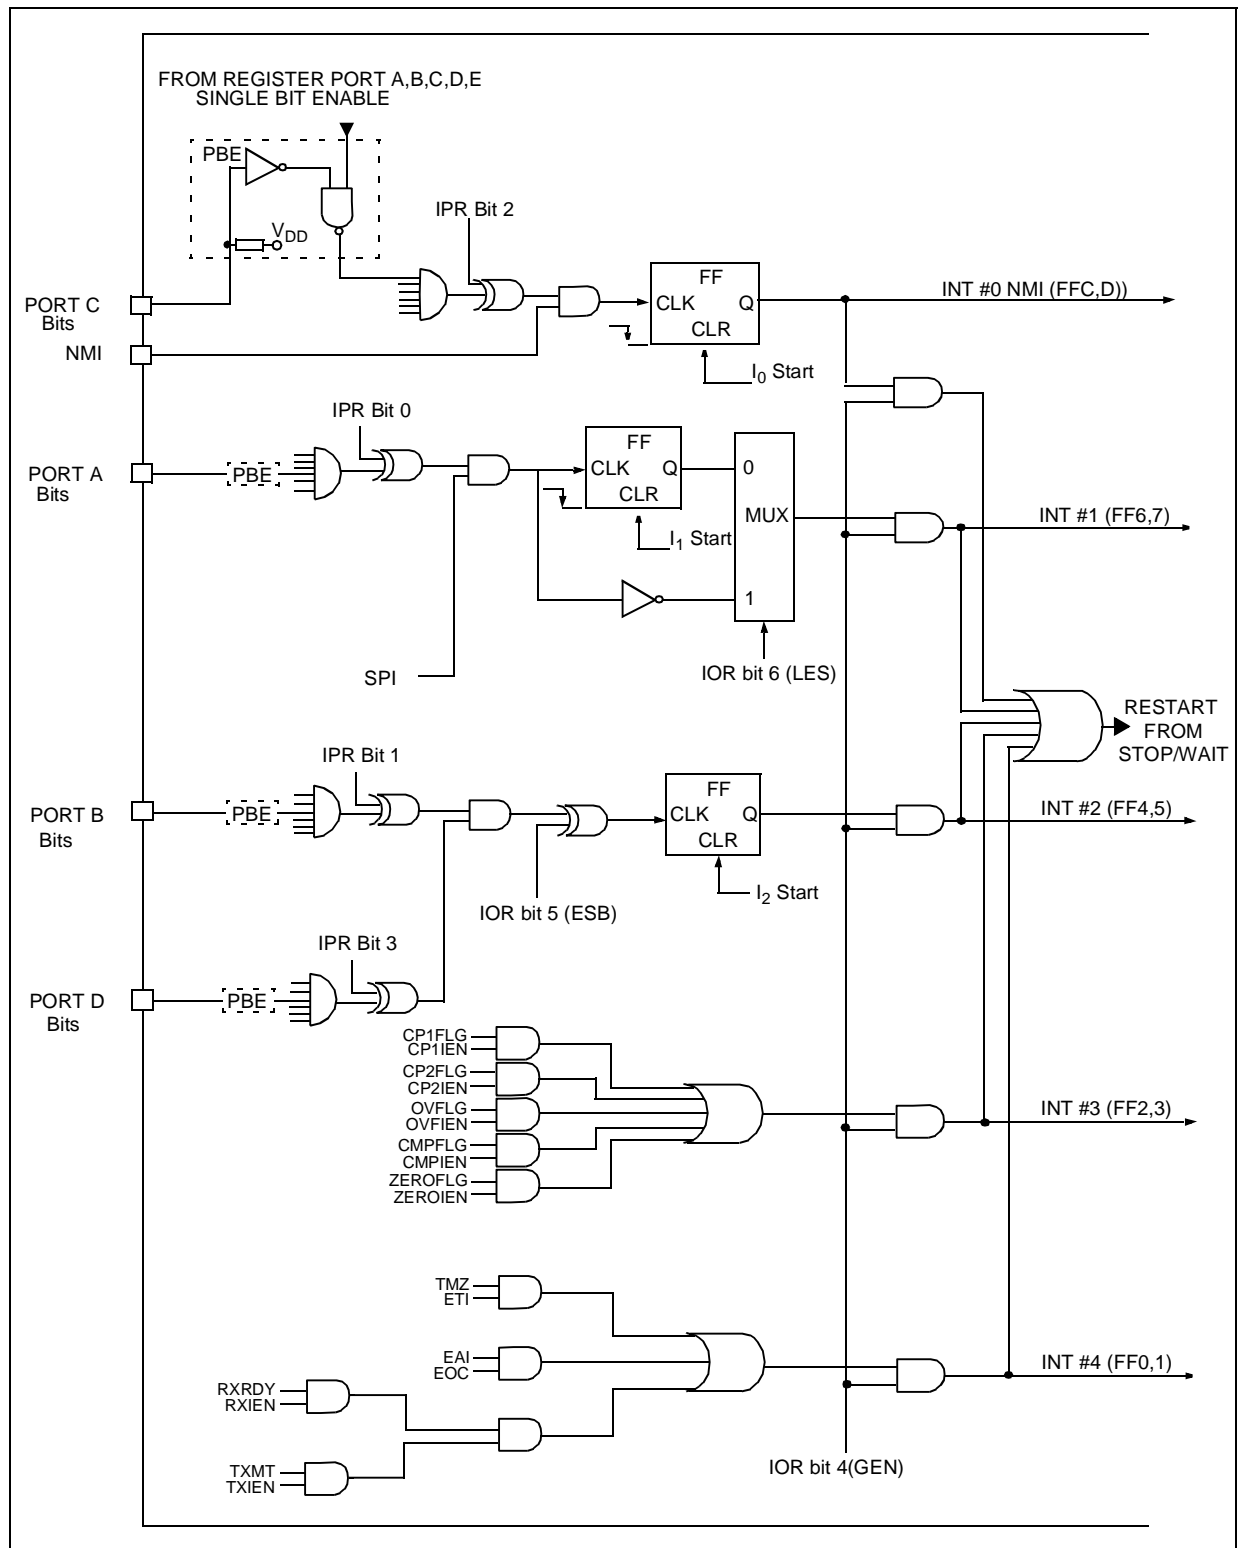 FROM REGISTER PORT A,B,C,D,E
SINGLE BIT ENABLE
PBE
VDD
IPR Bit 2
PORT C
Bits
NMI
FF
CLK
Q
CLR
INT #0 NMI (FFC,D))
I0 Start
IPR Bit 0
PORT A
Bits
PBE
FF
CLK
Q
CLR
I1 Start
0
MUX
1
INT #1 (FF6,7)
SPI
IOR bit 6 (LES)
RESTART
FROM
STOP/WAIT
IPR Bit 1
PORT B
Bits
PBE
FF
CLK
Q
CLR
I2 Start
INT #2 (FF4,5)
IOR bit 5 (ESB)
IPR Bit 3
PORT D
Bits
PBE
CP1FLG
CP1IEN
CP2FLG
CP2IEN
OVFLG
OVFIEN
CMPFLG
CMPIEN
ZEROFLG
ZEROIEN
INT #3 (FF2,3)
TMZ
ETI
EAI
EOC
RXRDY
RXIEN
TXMT
TXIEN
INT #4 (FF0,1)
IOR bit 4(GEN)